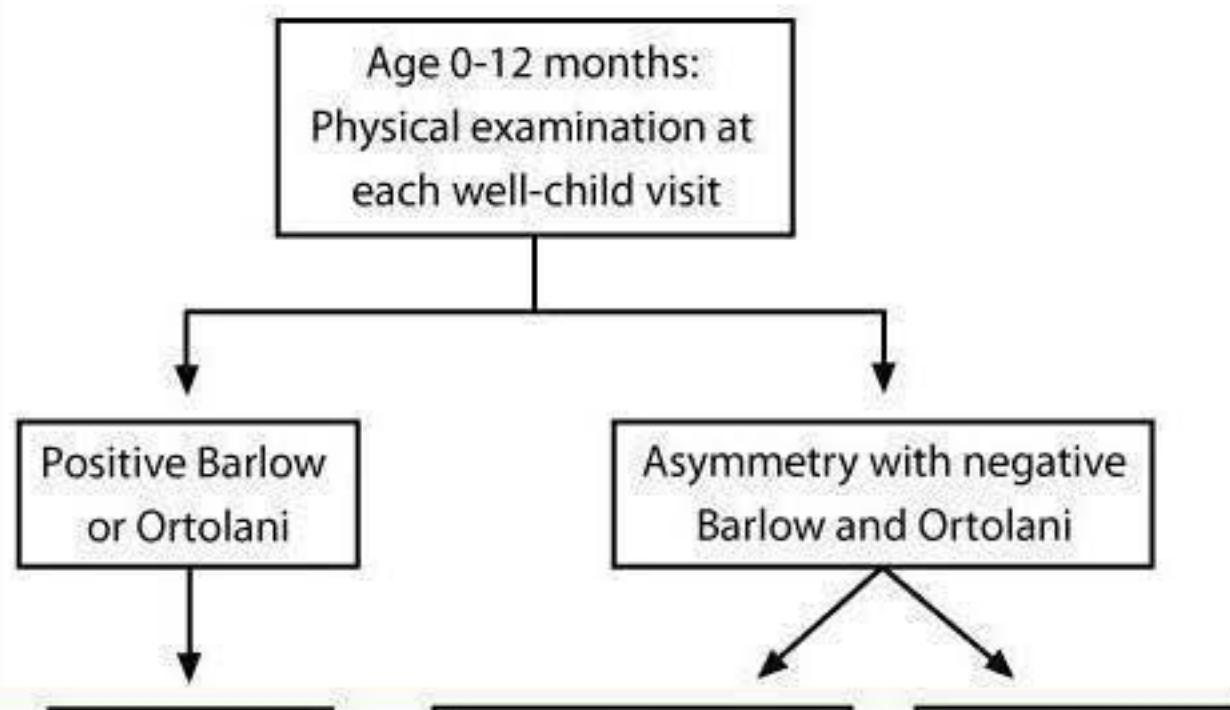 Age 0-12 months:
Physical examination at
each well-child visit
Positive Barlow
or Ortolani
Asymmetry with negative
Barlow and Ortolani